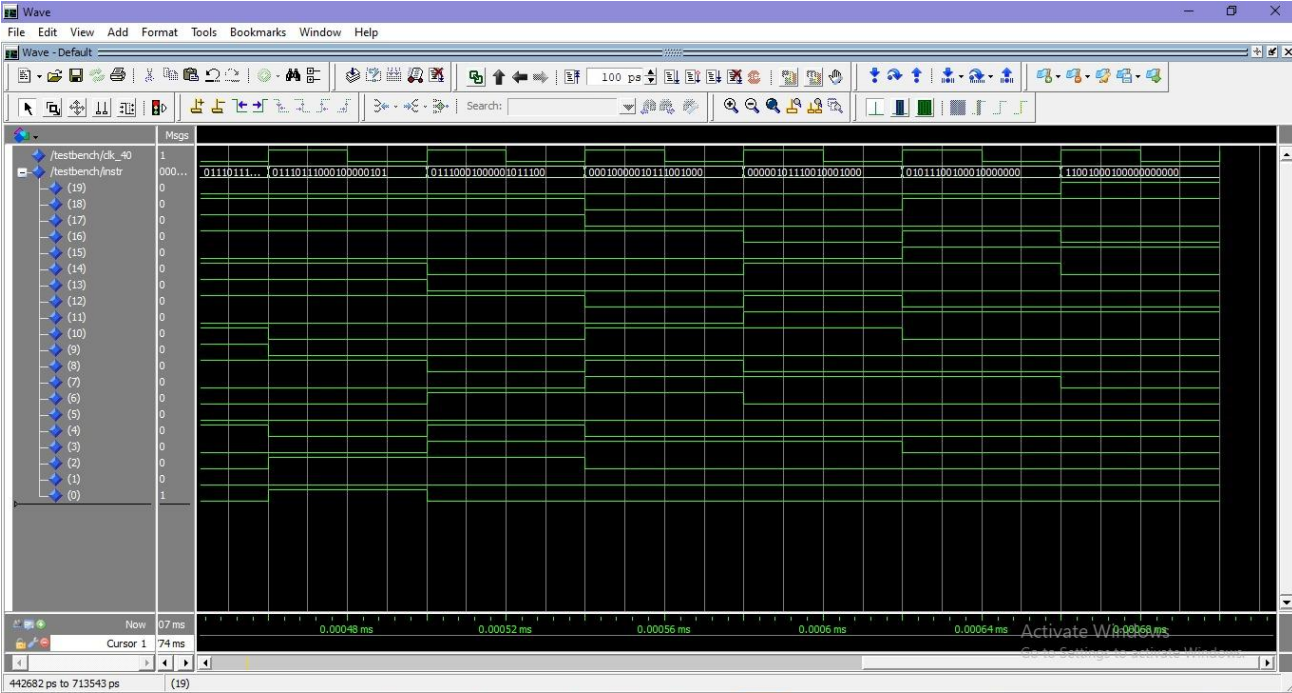 Wave
File Edit View Add Format Tools Bookmarks Window Help
Wave - Default
100 ps
Search:
Msgs
/testbench/clk_40 1
/testbench/instr 000... 01110111... 01110111000100000101 01110001000001011100 00010000010111001000 00000101110010001000 01011100100010000000 11001000100000000000
(19) 0
(18) 0
(17) 0
(16) 0
(15) 0
(14) 0
(13) 0
(12) 0
(11) 0
(10) 0
(9) 0
(8) 0
(7) 0
(6) 0
(5) 0
(4) 0
(3) 0
(2) 0
(1) 0
(0) 1
Now 07 ms
0.00048 ms 0.00052 ms 0.00056 ms 0.0006 ms 0.00064 ms 0.00068 ms
Activate Windows
Cursor 1 74 ms
Go to Settings to activate Windows.
442682 ps to 713543 ps (19)